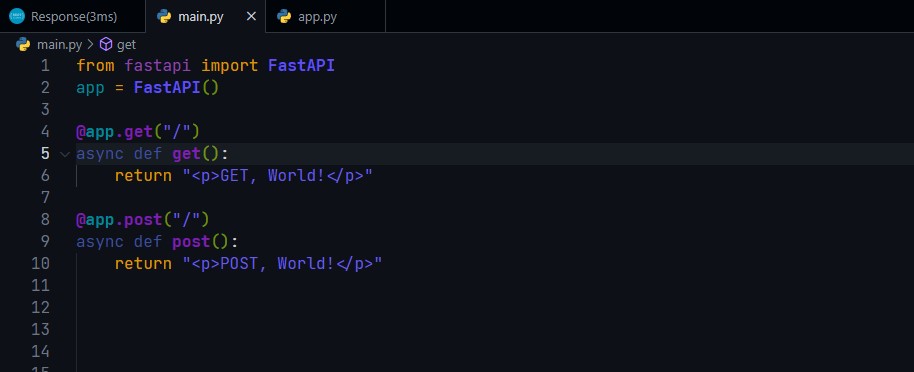 Response(3ms) main.py app.py
main.py > get
1 from fastapi import FastAPI
2 app = FastAPI()
3
4 @app.get("/")
5 async def get():
6     return "<p>GET, World!</p>"
7
8 @app.post("/")
9 async def post():
10     return "<p>POST, World!</p>"
11
12
13
14
15